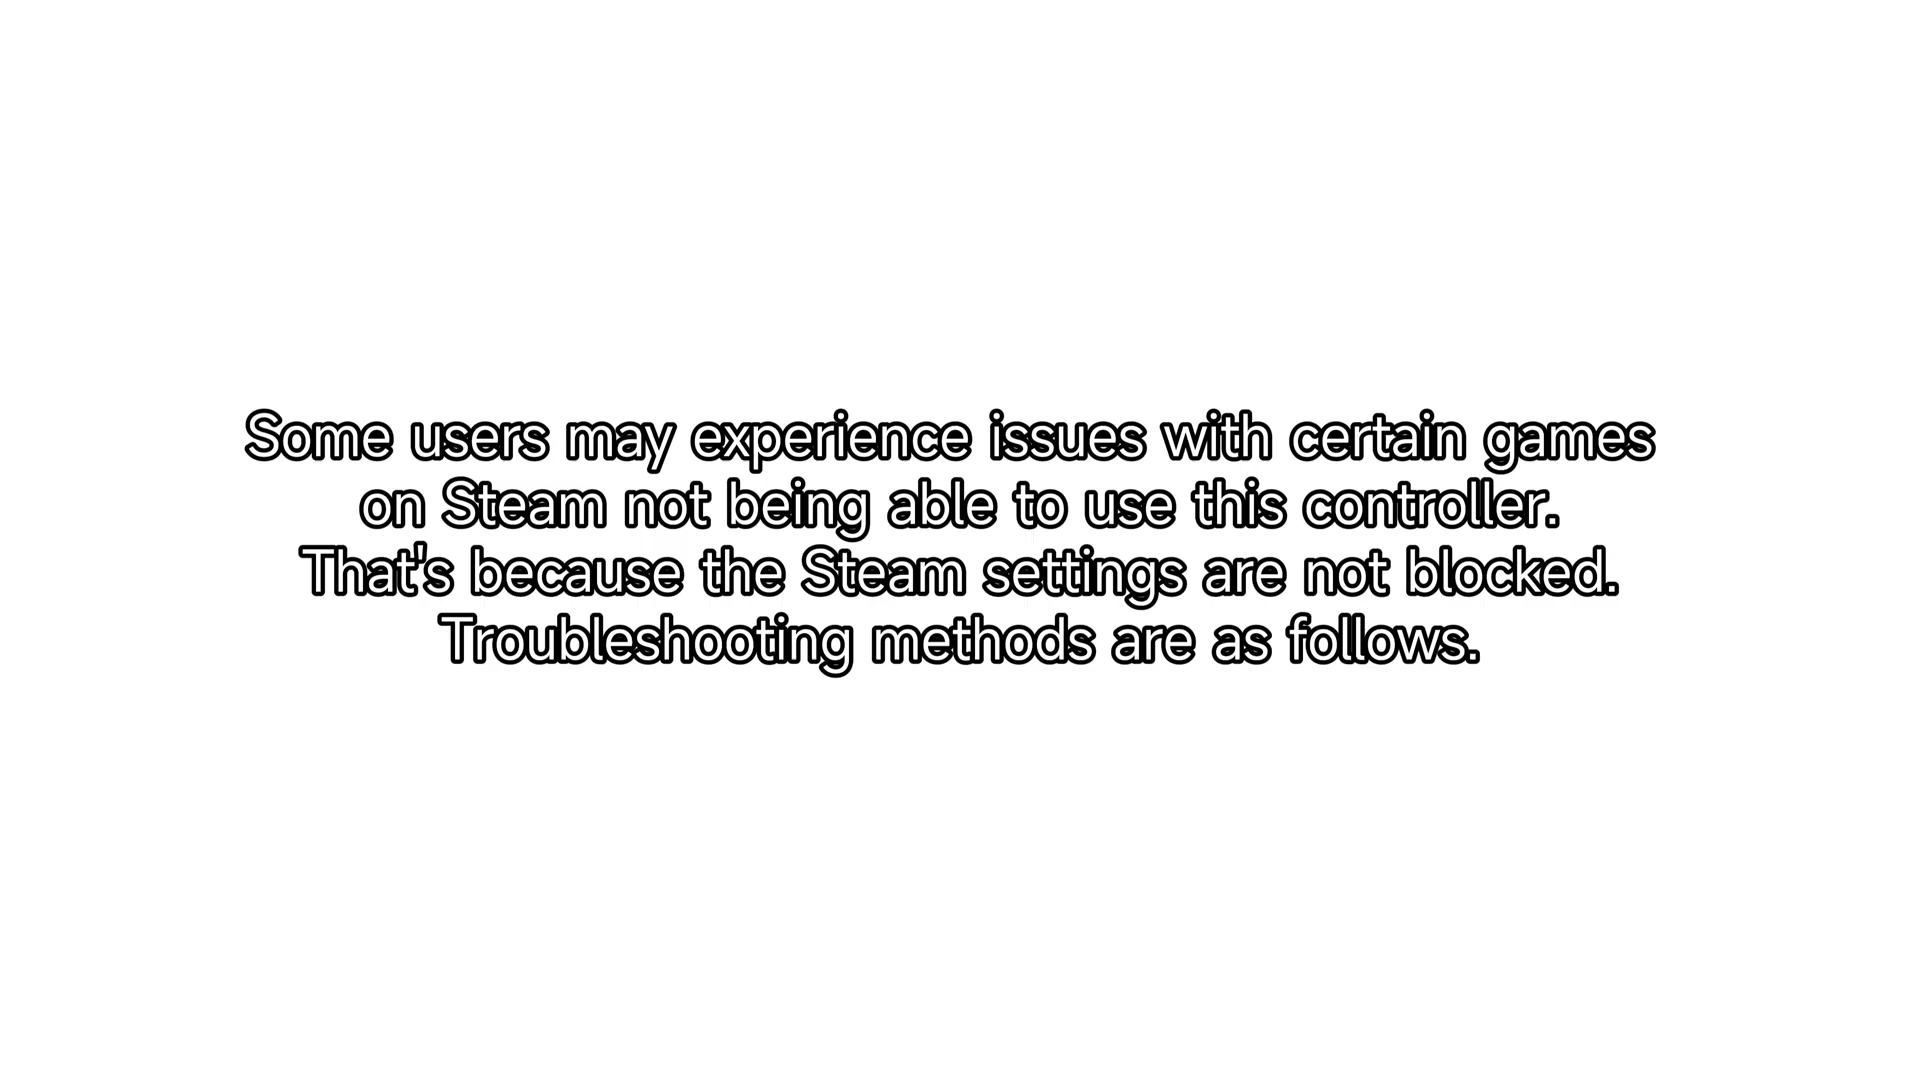 Some users may experience issues with certain games
on Steam not being able to use this controller.
That's because the Steam settings are not blocked.
Troubleshooting methods are as follows.